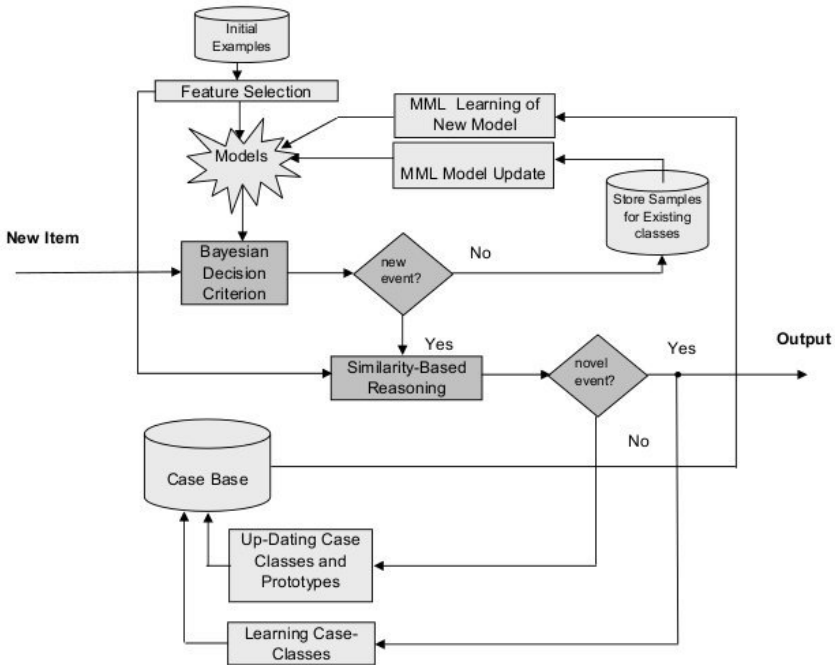 Initial
Examples
Feature Selection
MML Learning of
New Model
Models
MML Model Update
Store Samples
for Existing
classes
New Item
Bayesian
Decision
Criterion
new
event?
No
Yes
Similarity-Based
Reasoning
novel
event?
Yes
Output
No
Case Base
Up-Dating Case
Classes and
Prototypes
Learning Case-
Classes